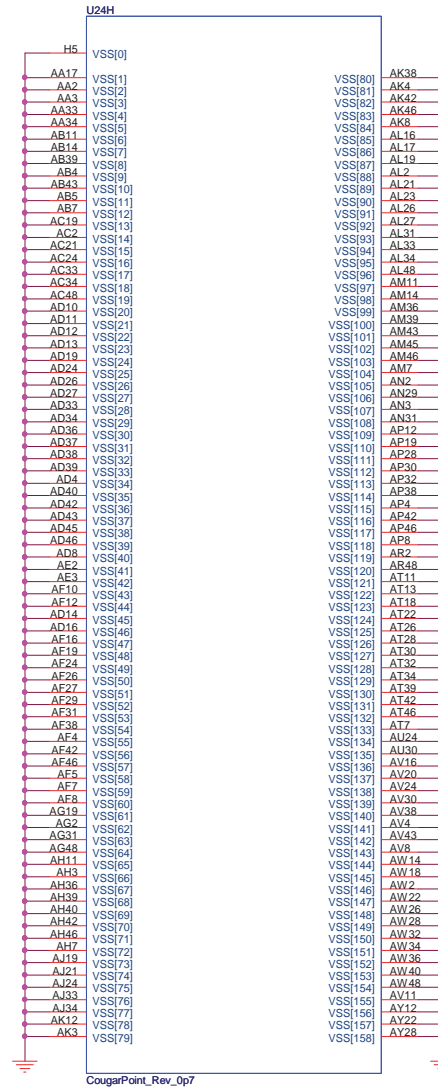 U24H
H5 VSS[0]
AA17 VSS[1]
AA2 VSS[2]
AA3 VSS[3]
AA33 VSS[4]
AA34 VSS[5]
AB11 VSS[6]
AB14 VSS[7]
AB39 VSS[8]
AB4 VSS[9]
AB43 VSS[10]
AB5 VSS[11]
AB7 VSS[12]
AC19 VSS[13]
AC2 VSS[14]
AC21 VSS[15]
AC24 VSS[16]
AC33 VSS[17]
AC34 VSS[18]
AC48 VSS[19]
AD10 VSS[20]
AD11 VSS[21]
AD12 VSS[22]
AD13 VSS[23]
AD19 VSS[24]
AD24 VSS[25]
AD26 VSS[26]
AD27 VSS[27]
AD33 VSS[28]
AD34 VSS[29]
AD36 VSS[30]
AD37 VSS[31]
AD38 VSS[32]
AD39 VSS[33]
AD4 VSS[34]
AD40 VSS[35]
AD42 VSS[36]
AD43 VSS[37]
AD45 VSS[38]
AD46 VSS[39]
AD8 VSS[40]
AE2 VSS[41]
AE3 VSS[42]
AF10 VSS[43]
AF12 VSS[44]
AD14 VSS[45]
AD16 VSS[46]
AF16 VSS[47]
AF19 VSS[48]
AF24 VSS[49]
AF26 VSS[50]
AF27 VSS[51]
AF29 VSS[52]
AF31 VSS[53]
AF38 VSS[54]
AF4 VSS[55]
AF42 VSS[56]
AF46 VSS[57]
AF5 VSS[58]
AF7 VSS[59]
AF8 VSS[60]
AG19 VSS[61]
AG2 VSS[62]
AG31 VSS[63]
AG48 VSS[64]
AH11 VSS[65]
AH3 VSS[66]
AH36 VSS[67]
AH39 VSS[68]
AH40 VSS[69]
AH42 VSS[70]
AH46 VSS[71]
AH7 VSS[72]
AJ19 VSS[73]
AJ21 VSS[74]
AJ24 VSS[75]
AJ33 VSS[76]
AJ34 VSS[77]
AK12 VSS[78]
AK3 VSS[79]
VSS[80] AK38
VSS[81] AK4
VSS[82] AK42
VSS[83] AK46
VSS[84] AK8
VSS[85] AL16
VSS[86] AL17
VSS[87] AL19
VSS[88] AL2
VSS[89] AL21
VSS[90] AL23
VSS[91] AL26
VSS[92] AL27
VSS[93] AL31
VSS[94] AL33
VSS[95] AL34
VSS[96] AL48
VSS[97] AM11
VSS[98] AM14
VSS[99] AM36
VSS[100] AM39
VSS[101] AM43
VSS[102] AM45
VSS[103] AM46
VSS[104] AM7
VSS[105] AN2
VSS[106] AN29
VSS[107] AN3
VSS[108] AN31
VSS[109] AP12
VSS[110] AP19
VSS[111] AP28
VSS[112] AP30
VSS[113] AP32
VSS[114] AP38
VSS[115] AP4
VSS[116] AP42
VSS[117] AP46
VSS[118] AP8
VSS[119] AR2
VSS[120] AR48
VSS[121] AT11
VSS[122] AT13
VSS[123] AT18
VSS[124] AT22
VSS[125] AT26
VSS[126] AT28
VSS[127] AT30
VSS[128] AT32
VSS[129] AT34
VSS[130] AT39
VSS[131] AT42
VSS[132] AT46
VSS[133] AT7
VSS[134] AU24
VSS[135] AU30
VSS[136] AV16
VSS[137] AV20
VSS[138] AV24
VSS[139] AV30
VSS[140] AV38
VSS[141] AV4
VSS[142] AV43
VSS[143] AV8
VSS[144] AW14
VSS[145] AW18
VSS[146] AW2
VSS[147] AW22
VSS[148] AW26
VSS[149] AW28
VSS[150] AW32
VSS[151] AW34
VSS[152] AW36
VSS[153] AW40
VSS[154] AW48
VSS[155] AV11
VSS[156] AY12
VSS[157] AY22
VSS[158] AY28
CougarPoint_Rev_0p7